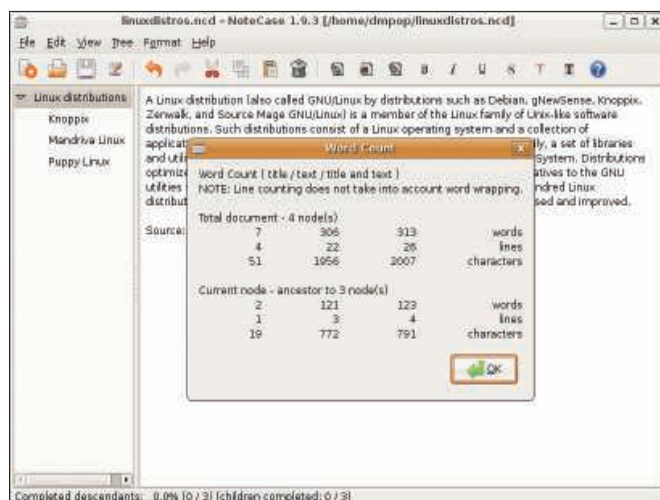 linuxdistros.ncd - NoteCase 1.9.3 [/home/dmpop/linuxdistros.ncd]
File Edit View Tree Format Help
Linux distributions
Knoppix
Mandriva Linux
Puppy Linux
A Linux distribution (also called GNU/Linux by distributions such as Debian, gNewSense, Knoppix,
Zenwalk, and Source Mage GNU/Linux) is a member of the Linux family of Unix-like software
distributions. Such distributions consist of a Linux operating system and a collection of
applicat ly, a set of libraries
and utili System. Distributions
optimize atives to the GNU
utilities ndred Linux
distribut sed and improved.
Source:
Word Count
Word Count ( title / text / title and text )
NOTE: Line counting does not take into account word wrapping.
Total document - 4 node(s)
7 306 313 words
4 22 26 lines
51 1956 2007 characters
Current node - ancestor to 3 node(s)
2 121 123 words
1 3 4 lines
19 772 791 characters
OK
Completed descendants: 0.0% (0 / 3) (children completed: 0 / 3)